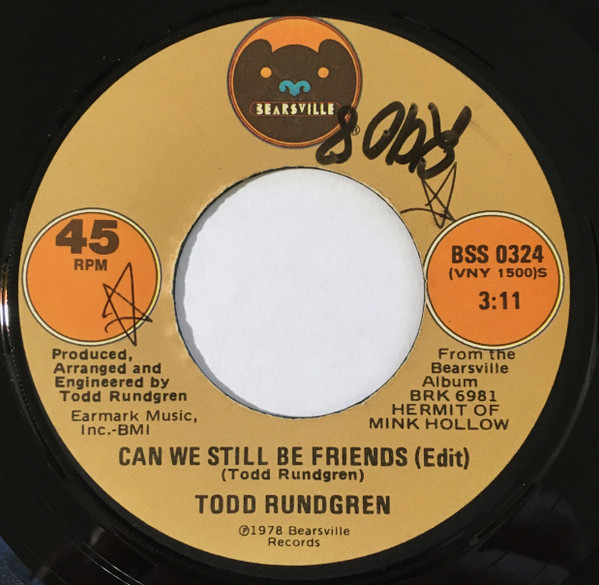 BEARSVILLE
®
45
RPM
BSS 0324
(VNY 1500)S
3:11
Produced,
Arranged and
Engineered by
Todd Rundgren
Earmark Music,
Inc.-BMI
From the
Bearsville
Album
BRK 6981
HERMIT OF
MINK HOLLOW
CAN WE STILL BE FRIENDS (Edit)
(Todd Rundgren)
TODD RUNDGREN
℗1978 Bearsville
Records